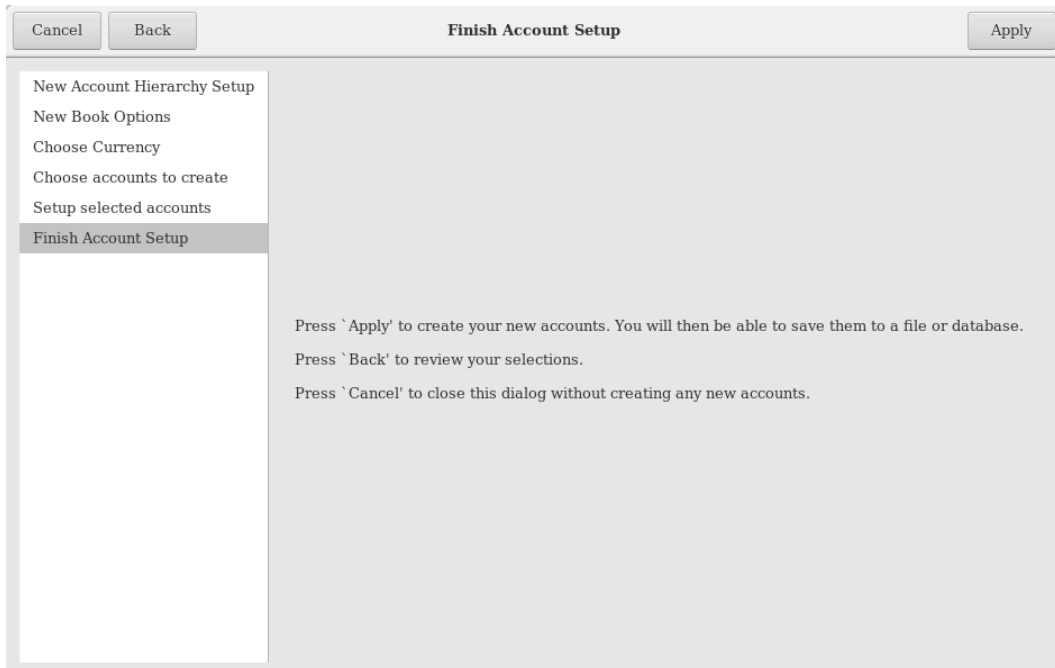 Cancel
Back
Finish Account Setup
Apply
New Account Hierarchy Setup
New Book Options
Choose Currency
Choose accounts to create
Setup selected accounts
Finish Account Setup
Press `Apply' to create your new accounts. You will then be able to save them to a file or database.
Press `Back' to review your selections.
Press `Cancel' to close this dialog without creating any new accounts.